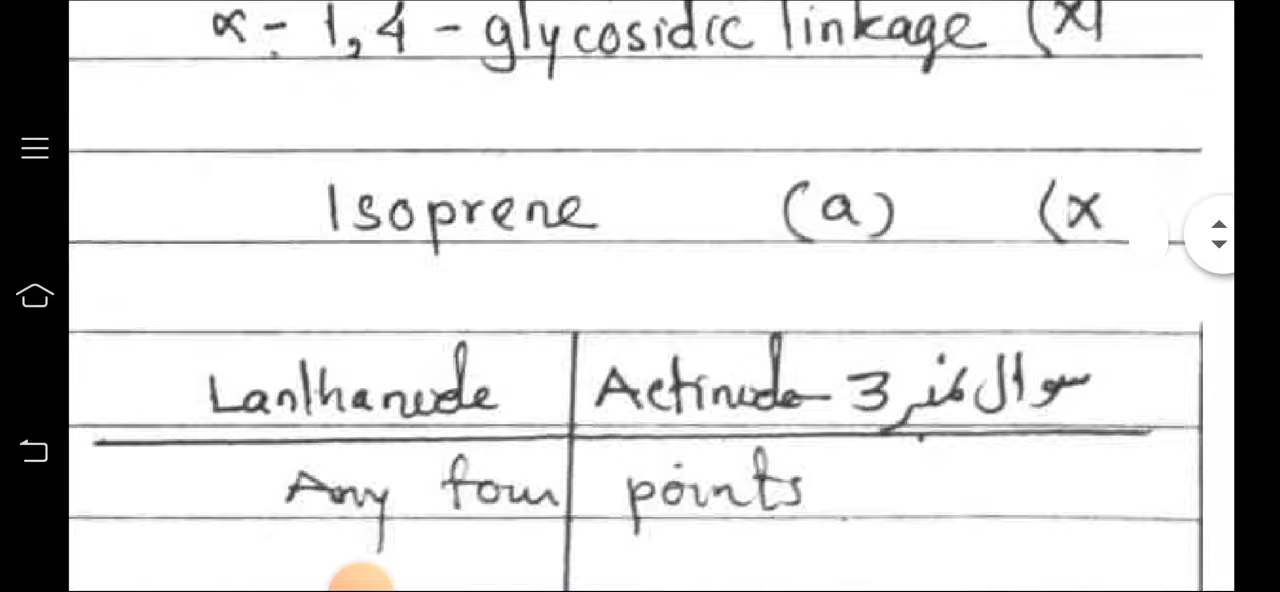 α - 1,4 - glycosidic linkage (x
Isoprene (a) (x
Lanthanide Actinide سوال نمبر 3
Any four points